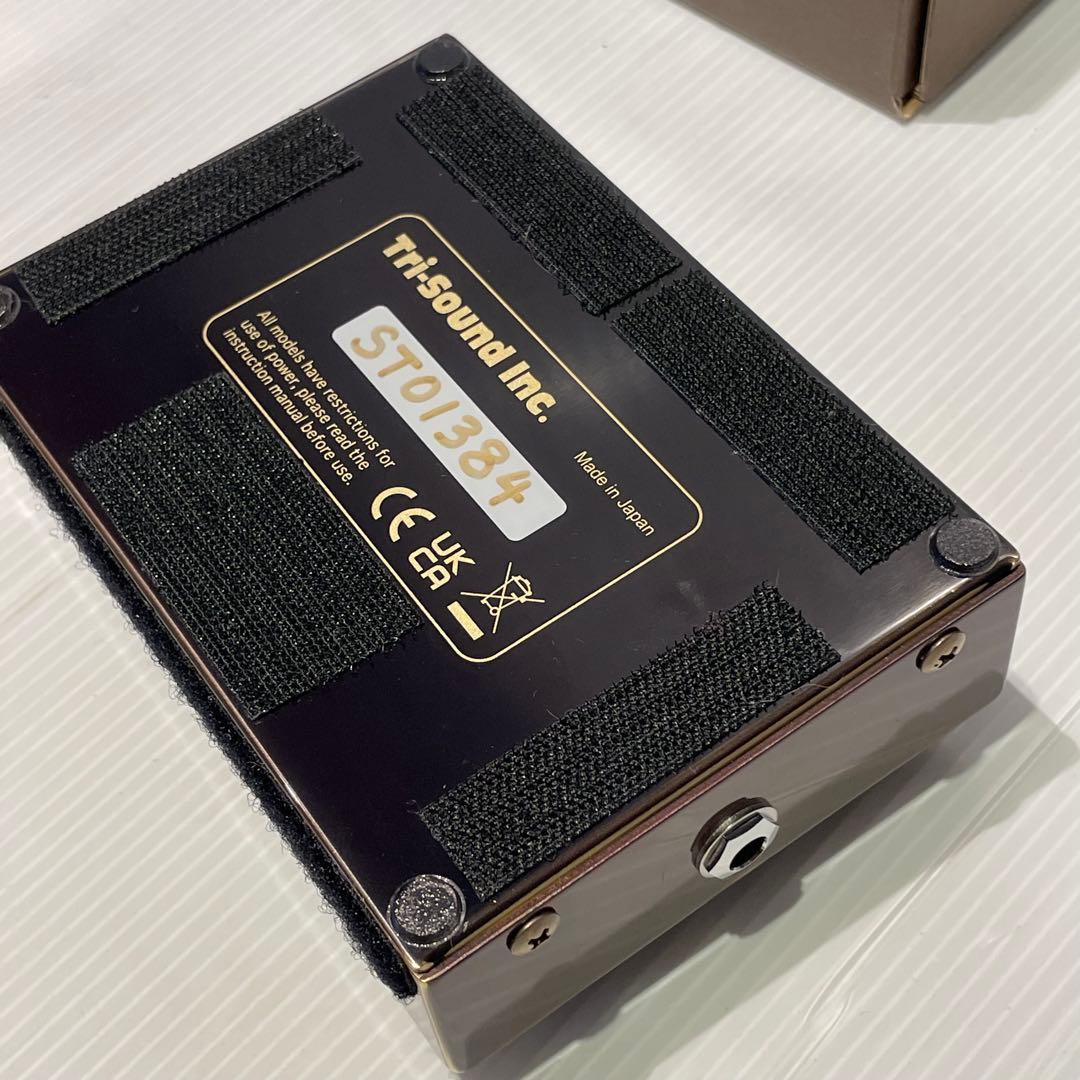 Tri-Sound Inc.
ST01384
Made in Japan
All models have restrictions for
use of power, please read the
instruction manual before use.
CE
UK
CA